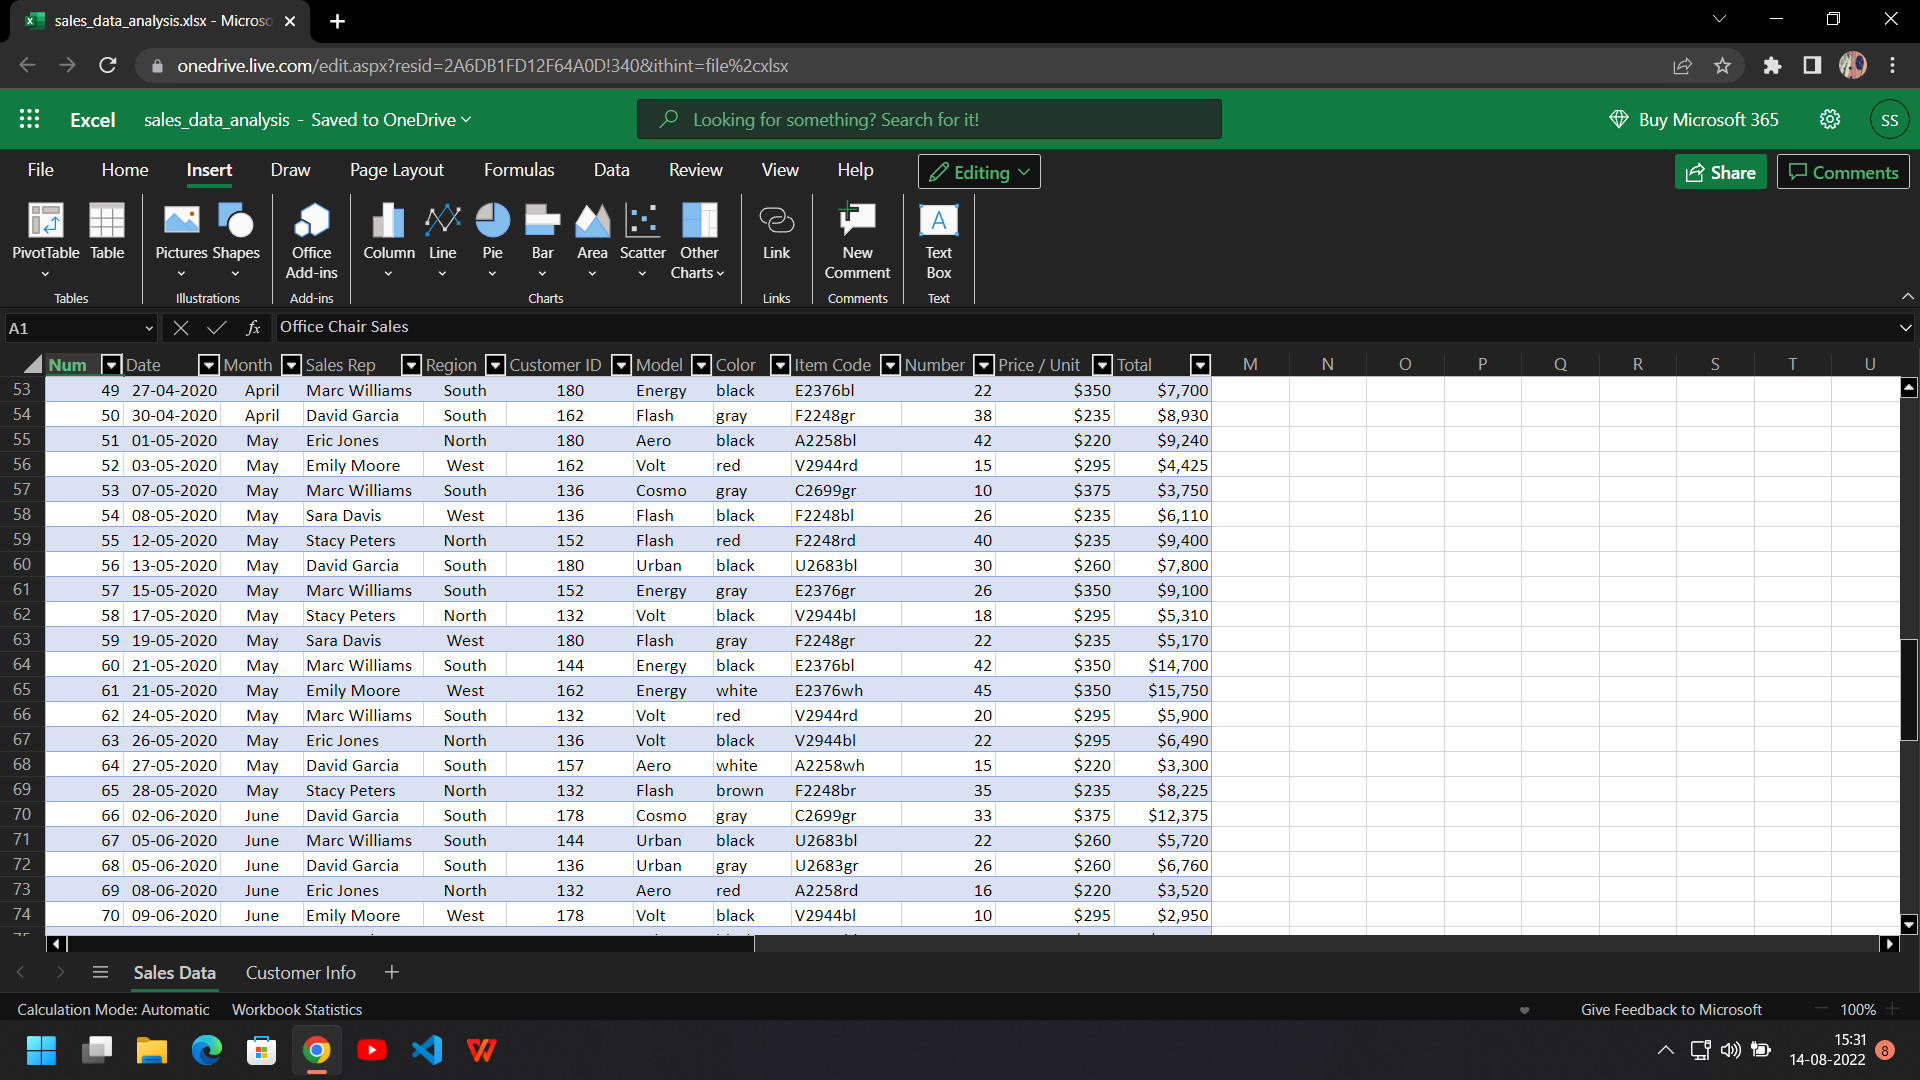 sales_data_analysis.xlsx - Microso
onedrive.live.com/edit.aspx?resid=2A6DB1FD12F64A0D!340&ithint=file%2cxlsx
Excel sales_data_analysis - Saved to OneDrive Looking for something? Search for it! Buy Microsoft 365 SS
File Home Insert Draw Page Layout Formulas Data Review View Help Editing Share Comments
PivotTable Table Pictures Shapes Office Add-ins Column Line Pie Bar Area Scatter Other Charts Link New Comment Text Box
Tables Illustrations Add-ins Charts Links Comments Text
A1 fx Office Chair Sales
Num Date Month Sales Rep Region Customer ID Model Color Item Code Number Price / Unit Total M N O P Q R S T U
53 49 27-04-2020 April Marc Williams South 180 Energy black E2376bl 22 $350 $7,700
54 50 30-04-2020 April David Garcia South 162 Flash gray F2248gr 38 $235 $8,930
55 51 01-05-2020 May Eric Jones North 180 Aero black A2258bl 42 $220 $9,240
56 52 03-05-2020 May Emily Moore West 162 Volt red V2944rd 15 $295 $4,425
57 53 07-05-2020 May Marc Williams South 136 Cosmo gray C2699gr 10 $375 $3,750
58 54 08-05-2020 May Sara Davis West 136 Flash black F2248bl 26 $235 $6,110
59 55 12-05-2020 May Stacy Peters North 152 Flash red F2248rd 40 $235 $9,400
60 56 13-05-2020 May David Garcia South 180 Urban black U2683bl 30 $260 $7,800
61 57 15-05-2020 May Marc Williams South 152 Energy gray E2376gr 26 $350 $9,100
62 58 17-05-2020 May Stacy Peters North 132 Volt black V2944bl 18 $295 $5,310
63 59 19-05-2020 May Sara Davis West 180 Flash gray F2248gr 22 $235 $5,170
64 60 21-05-2020 May Marc Williams South 144 Energy black E2376bl 42 $350 $14,700
65 61 21-05-2020 May Emily Moore West 162 Energy white E2376wh 45 $350 $15,750
66 62 24-05-2020 May Marc Williams South 132 Volt red V2944rd 20 $295 $5,900
67 63 26-05-2020 May Eric Jones North 136 Volt black V2944bl 22 $295 $6,490
68 64 27-05-2020 May David Garcia South 157 Aero white A2258wh 15 $220 $3,300
69 65 28-05-2020 May Stacy Peters North 132 Flash brown F2248br 35 $235 $8,225
70 66 02-06-2020 June David Garcia South 178 Cosmo gray C2699gr 33 $375 $12,375
71 67 05-06-2020 June Marc Williams South 144 Urban black U2683bl 22 $260 $5,720
72 68 05-06-2020 June David Garcia South 136 Urban gray U2683gr 26 $260 $6,760
73 69 08-06-2020 June Eric Jones North 132 Aero red A2258rd 16 $220 $3,520
74 70 09-06-2020 June Emily Moore West 178 Volt black V2944bl 10 $295 $2,950
Sales Data Customer Info
Calculation Mode: Automatic Workbook Statistics Give Feedback to Microsoft 100%
15:31
14-08-2022 8